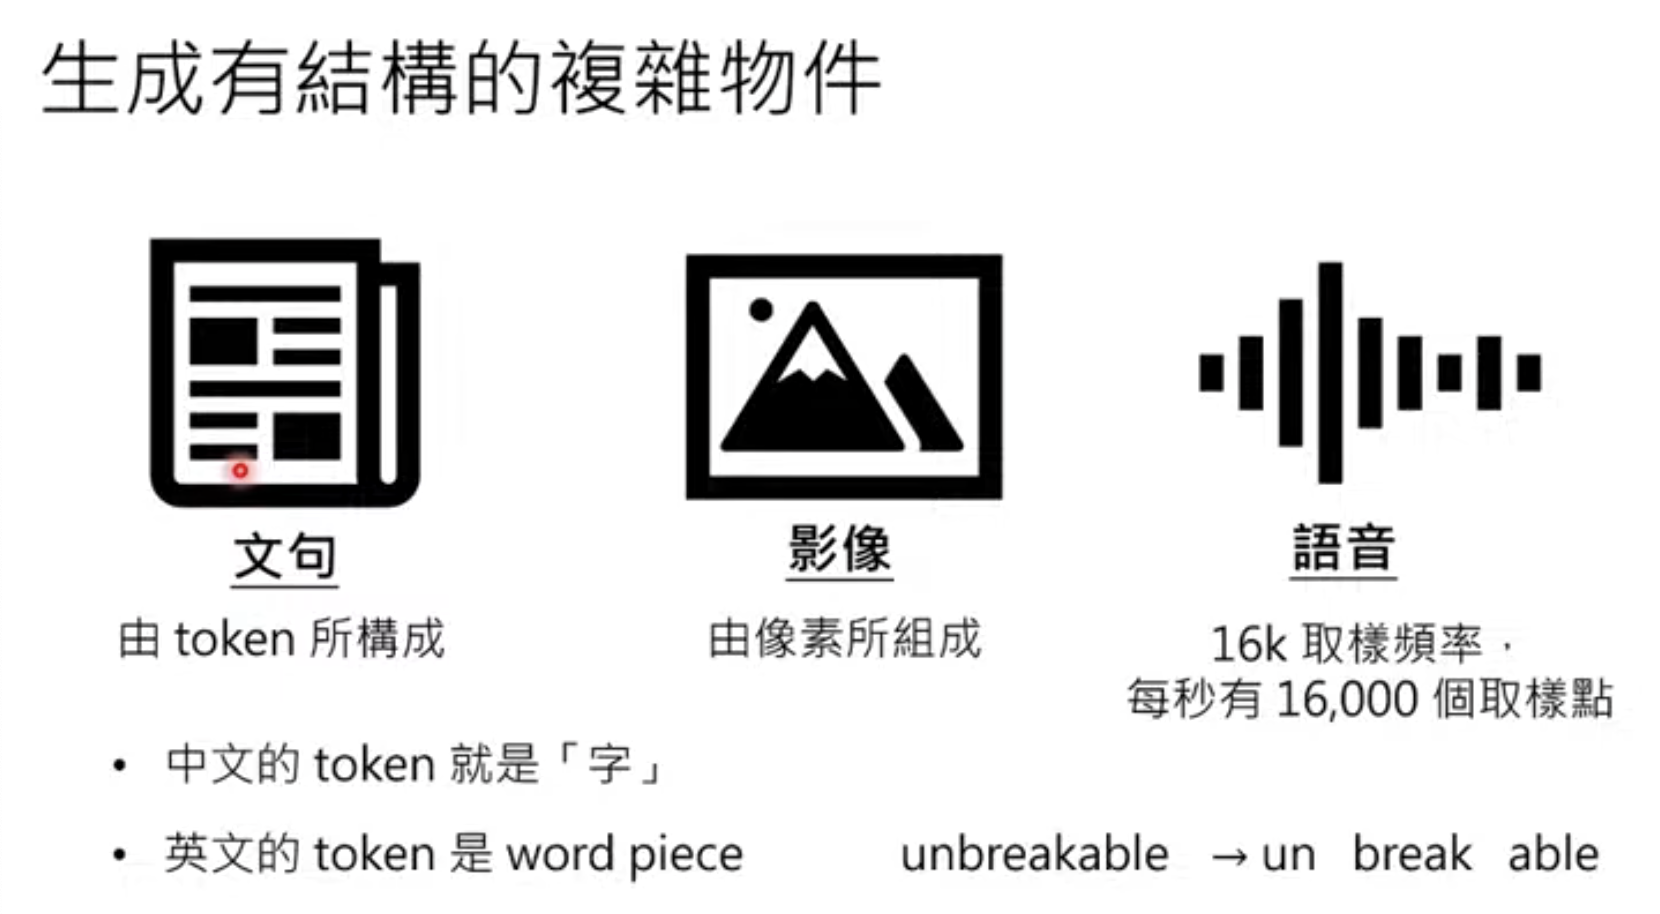 生成有結構的複雜物件
文句
由 token 所構成
影像
由像素所組成
語音
16k 取樣頻率，
每秒有 16,000 個取樣點
• 中文的 token 就是「字」
• 英文的 token 是 word piece
unbreakable → un break able